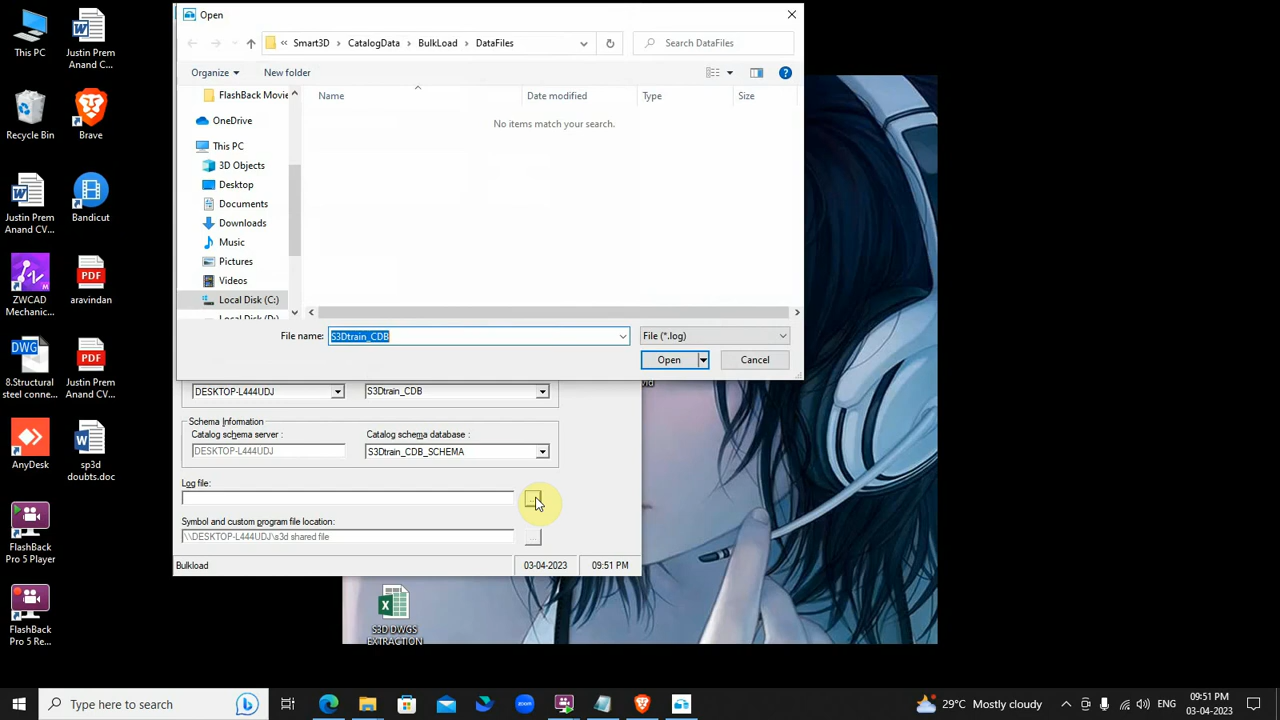 Open
Smart3D
CatalogData
BulkLoad
DataFiles
Search DataFiles
Organize
New folder
Name
Date modified
Type
Size
No items match your search.
FlashBack Movie
OneDrive
This PC
3D Objects
Desktop
Documents
Downloads
Music
Pictures
Videos
Local Disk (C:)
File name:
S3Dtrain_CDB
File (*.log)
Open
Cancel
DESKTOP-L444UDJ
S3Dtrain_CDB
Schema Information
Catalog schema server :
Catalog schema database :
DESKTOP-L444UDJ
S3Dtrain_CDB_SCHEMA
Log file:
...
Symbol and custom program file location:
\\DESKTOP-L444UDJ\s3d shared file
...
Bulkload
03-04-2023
09:51 PM
This PC
Justin Prem
Anand C...
Recycle Bin
Brave
Justin Prem
Anand CV...
Bandicut
ZWCAD
Mechanic...
aravindan
DWG
8.Structural
steel conne...
Justin Prem
Anand CV...
AnyDesk
sp3d
doubts.doc
FlashBack
Pro 5 Player
FlashBack
Pro 5 Re...
S3D DWGS
EXTRACTION
Type here to search
zoom
29°C Mostly cloudy
ENG
09:51 PM
03-04-2023